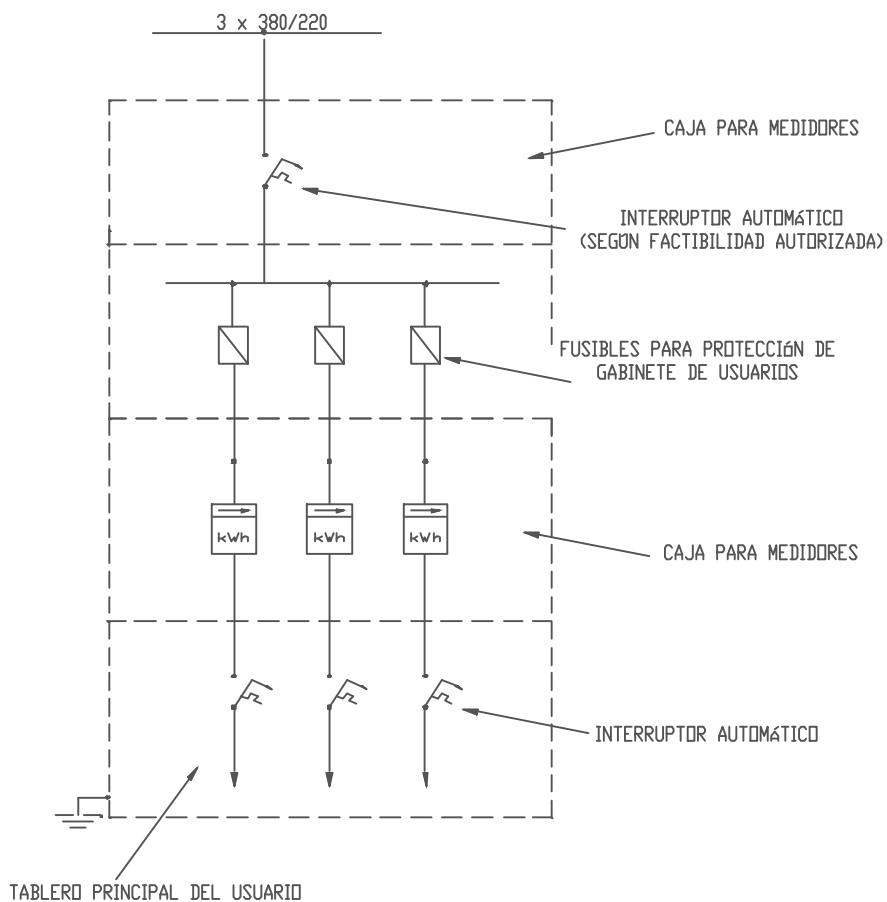 3 x 380/220
CAJA PARA MEDIDORES
INTERRUPTOR AUTOMáTICO
(SEGÚN FACTIBILIDAD AUTORIZADA)
FUSIBLES PARA PROTECCIóN DE
GABINETE DE USUARIOS
kWh kWh kWh
CAJA PARA MEDIDORES
INTERRUPTOR AUTOMáTICO
TABLERO PRINCIPAL DEL USUARIO